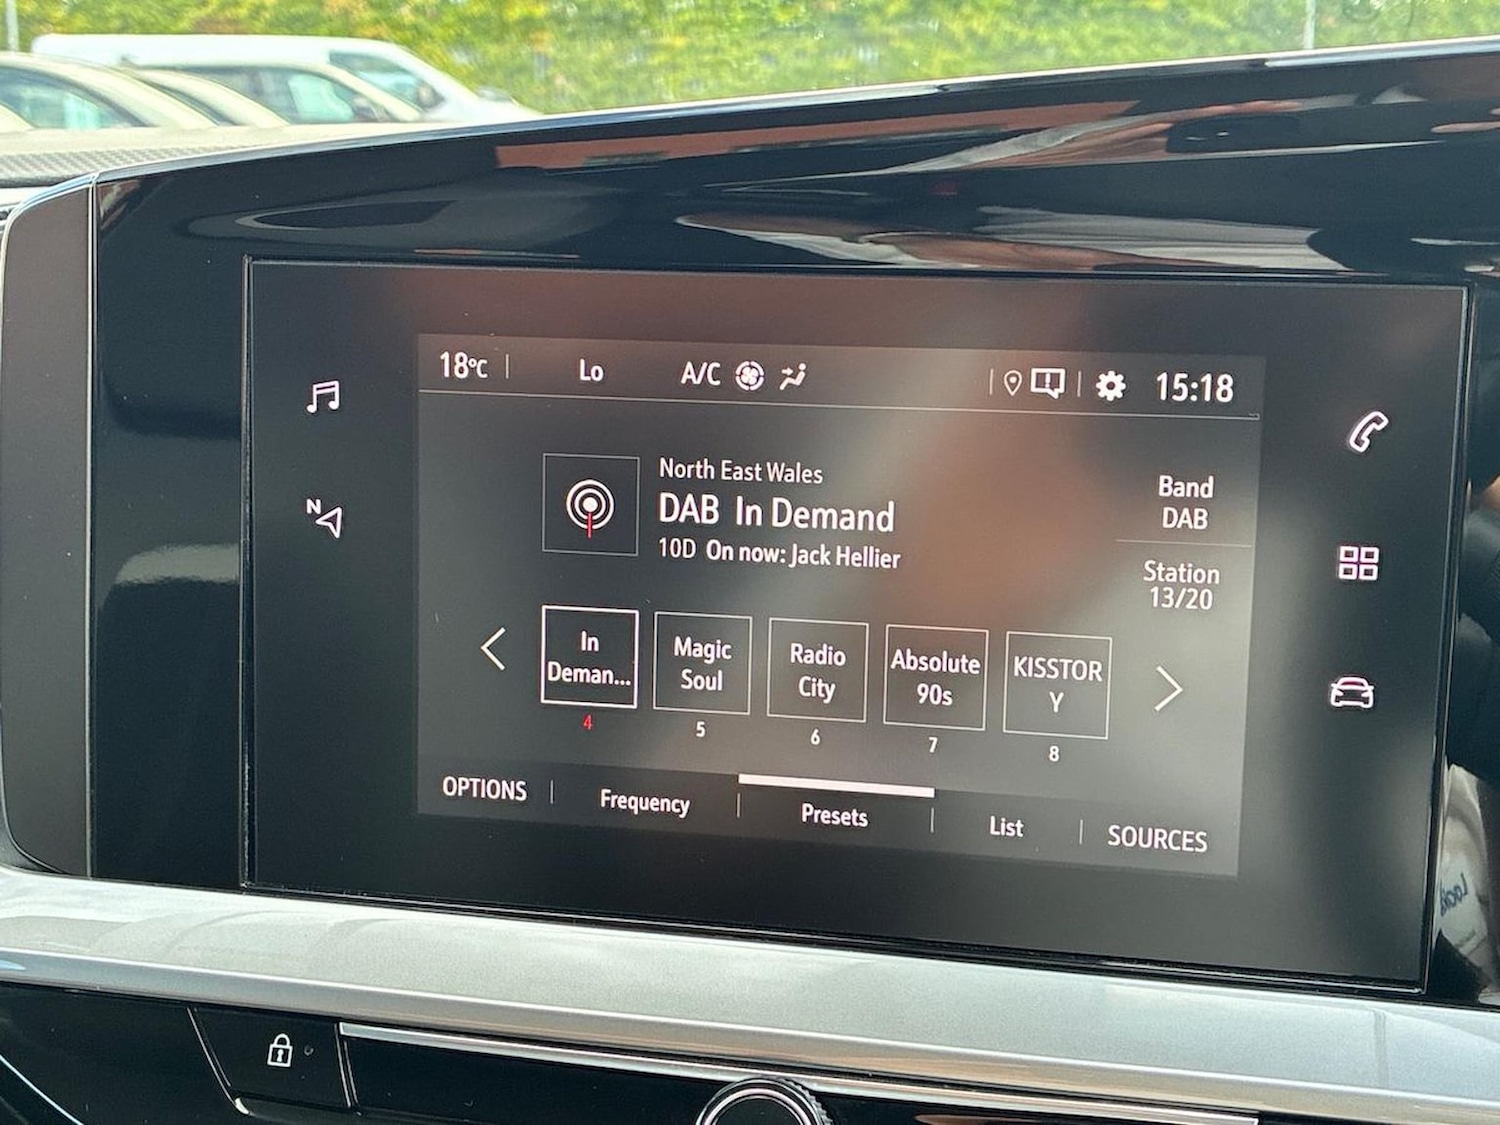 18°C
Lo
A/C
15:18
N
North East Wales
DAB In Demand
10D On now: Jack Hellier
Band
DAB
Station
13/20
In
Deman...
4
Magic
Soul
5
Radio
City
6
Absolute
90s
7
KISSTOR
Y
8
OPTIONS
Frequency
Presets
List
SOURCES